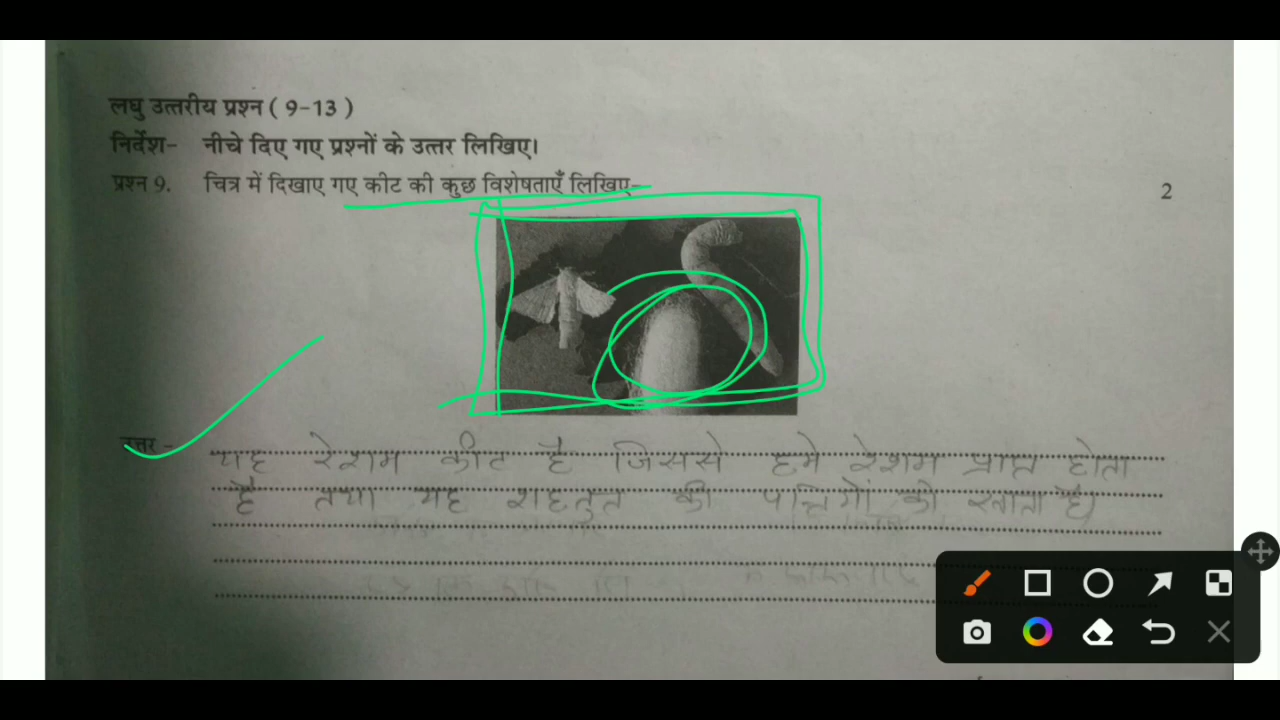 लघु उत्तरीय प्रश्न ( 9-13 )
निर्देश- नीचे दिए गए प्रश्नों के उत्तर लिखिए।
प्रश्न 9. चित्र में दिखाए गए कीट की कुछ विशेषताएँ लिखिए- 2
उत्तर -
यह रेशम कीट है जिससे हमे रेशम प्राप्त होता
है तथा यह शहतुत की पत्तियों को खाता है।